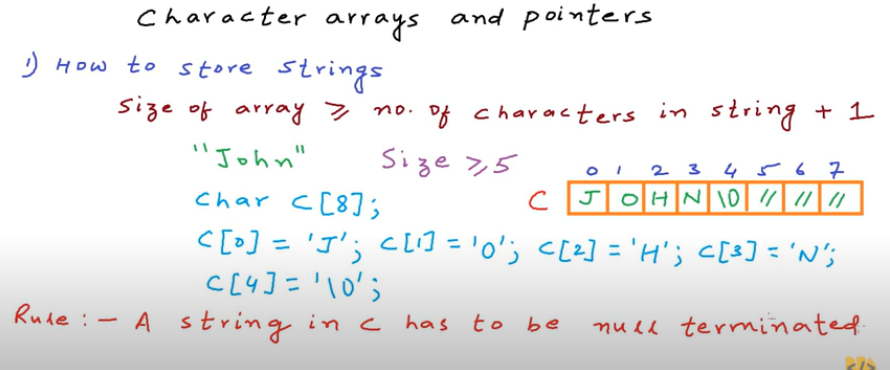 Character arrays and pointers
1) How to store strings
Size of array ≥ no. of characters in string + 1
"John" Size ≥ 5
0 1 2 3 4 5 6 7
char C[8]; C J O H N \0 // // //
C[0] = 'J'; C[1] = 'O'; C[2] = 'H'; C[3] = 'N';
C[4] = '\0';
Rule :- A string in C has to be null terminated
</>